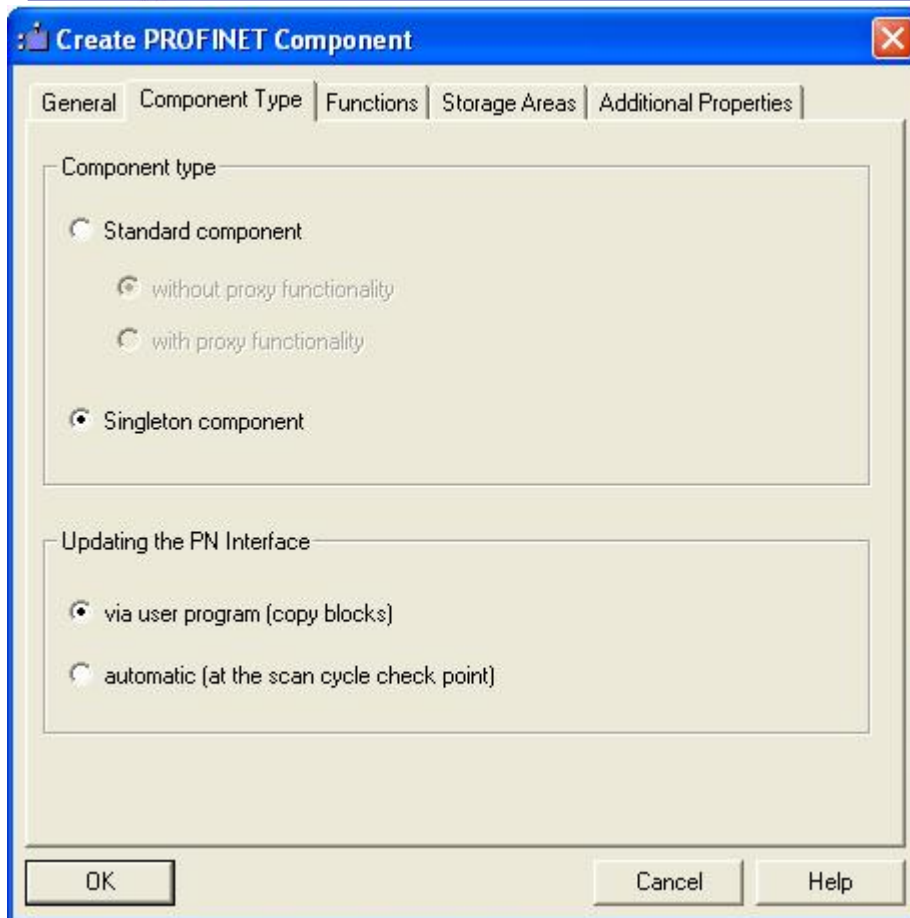 Create PROFINET Component
General Component Type Functions Storage Areas Additional Properties
Component type
Standard component
without proxy functionality
with proxy functionality
Singleton component
Updating the PN Interface
via user program (copy blocks)
automatic (at the scan cycle check point)
OK Cancel Help